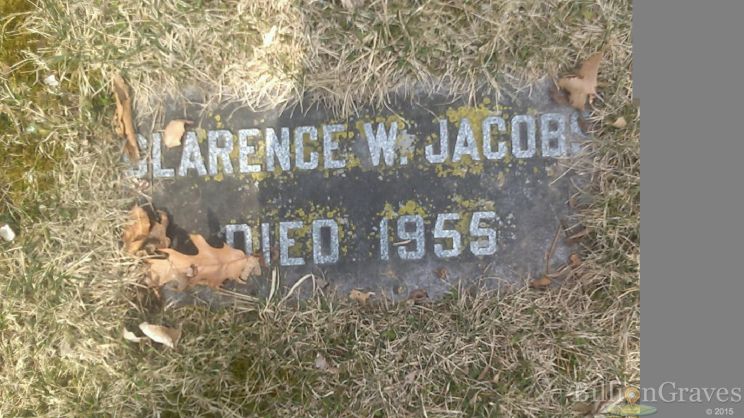 CLARENCE W. JACOBS
DIED 1955
BillionGraves
© 2015